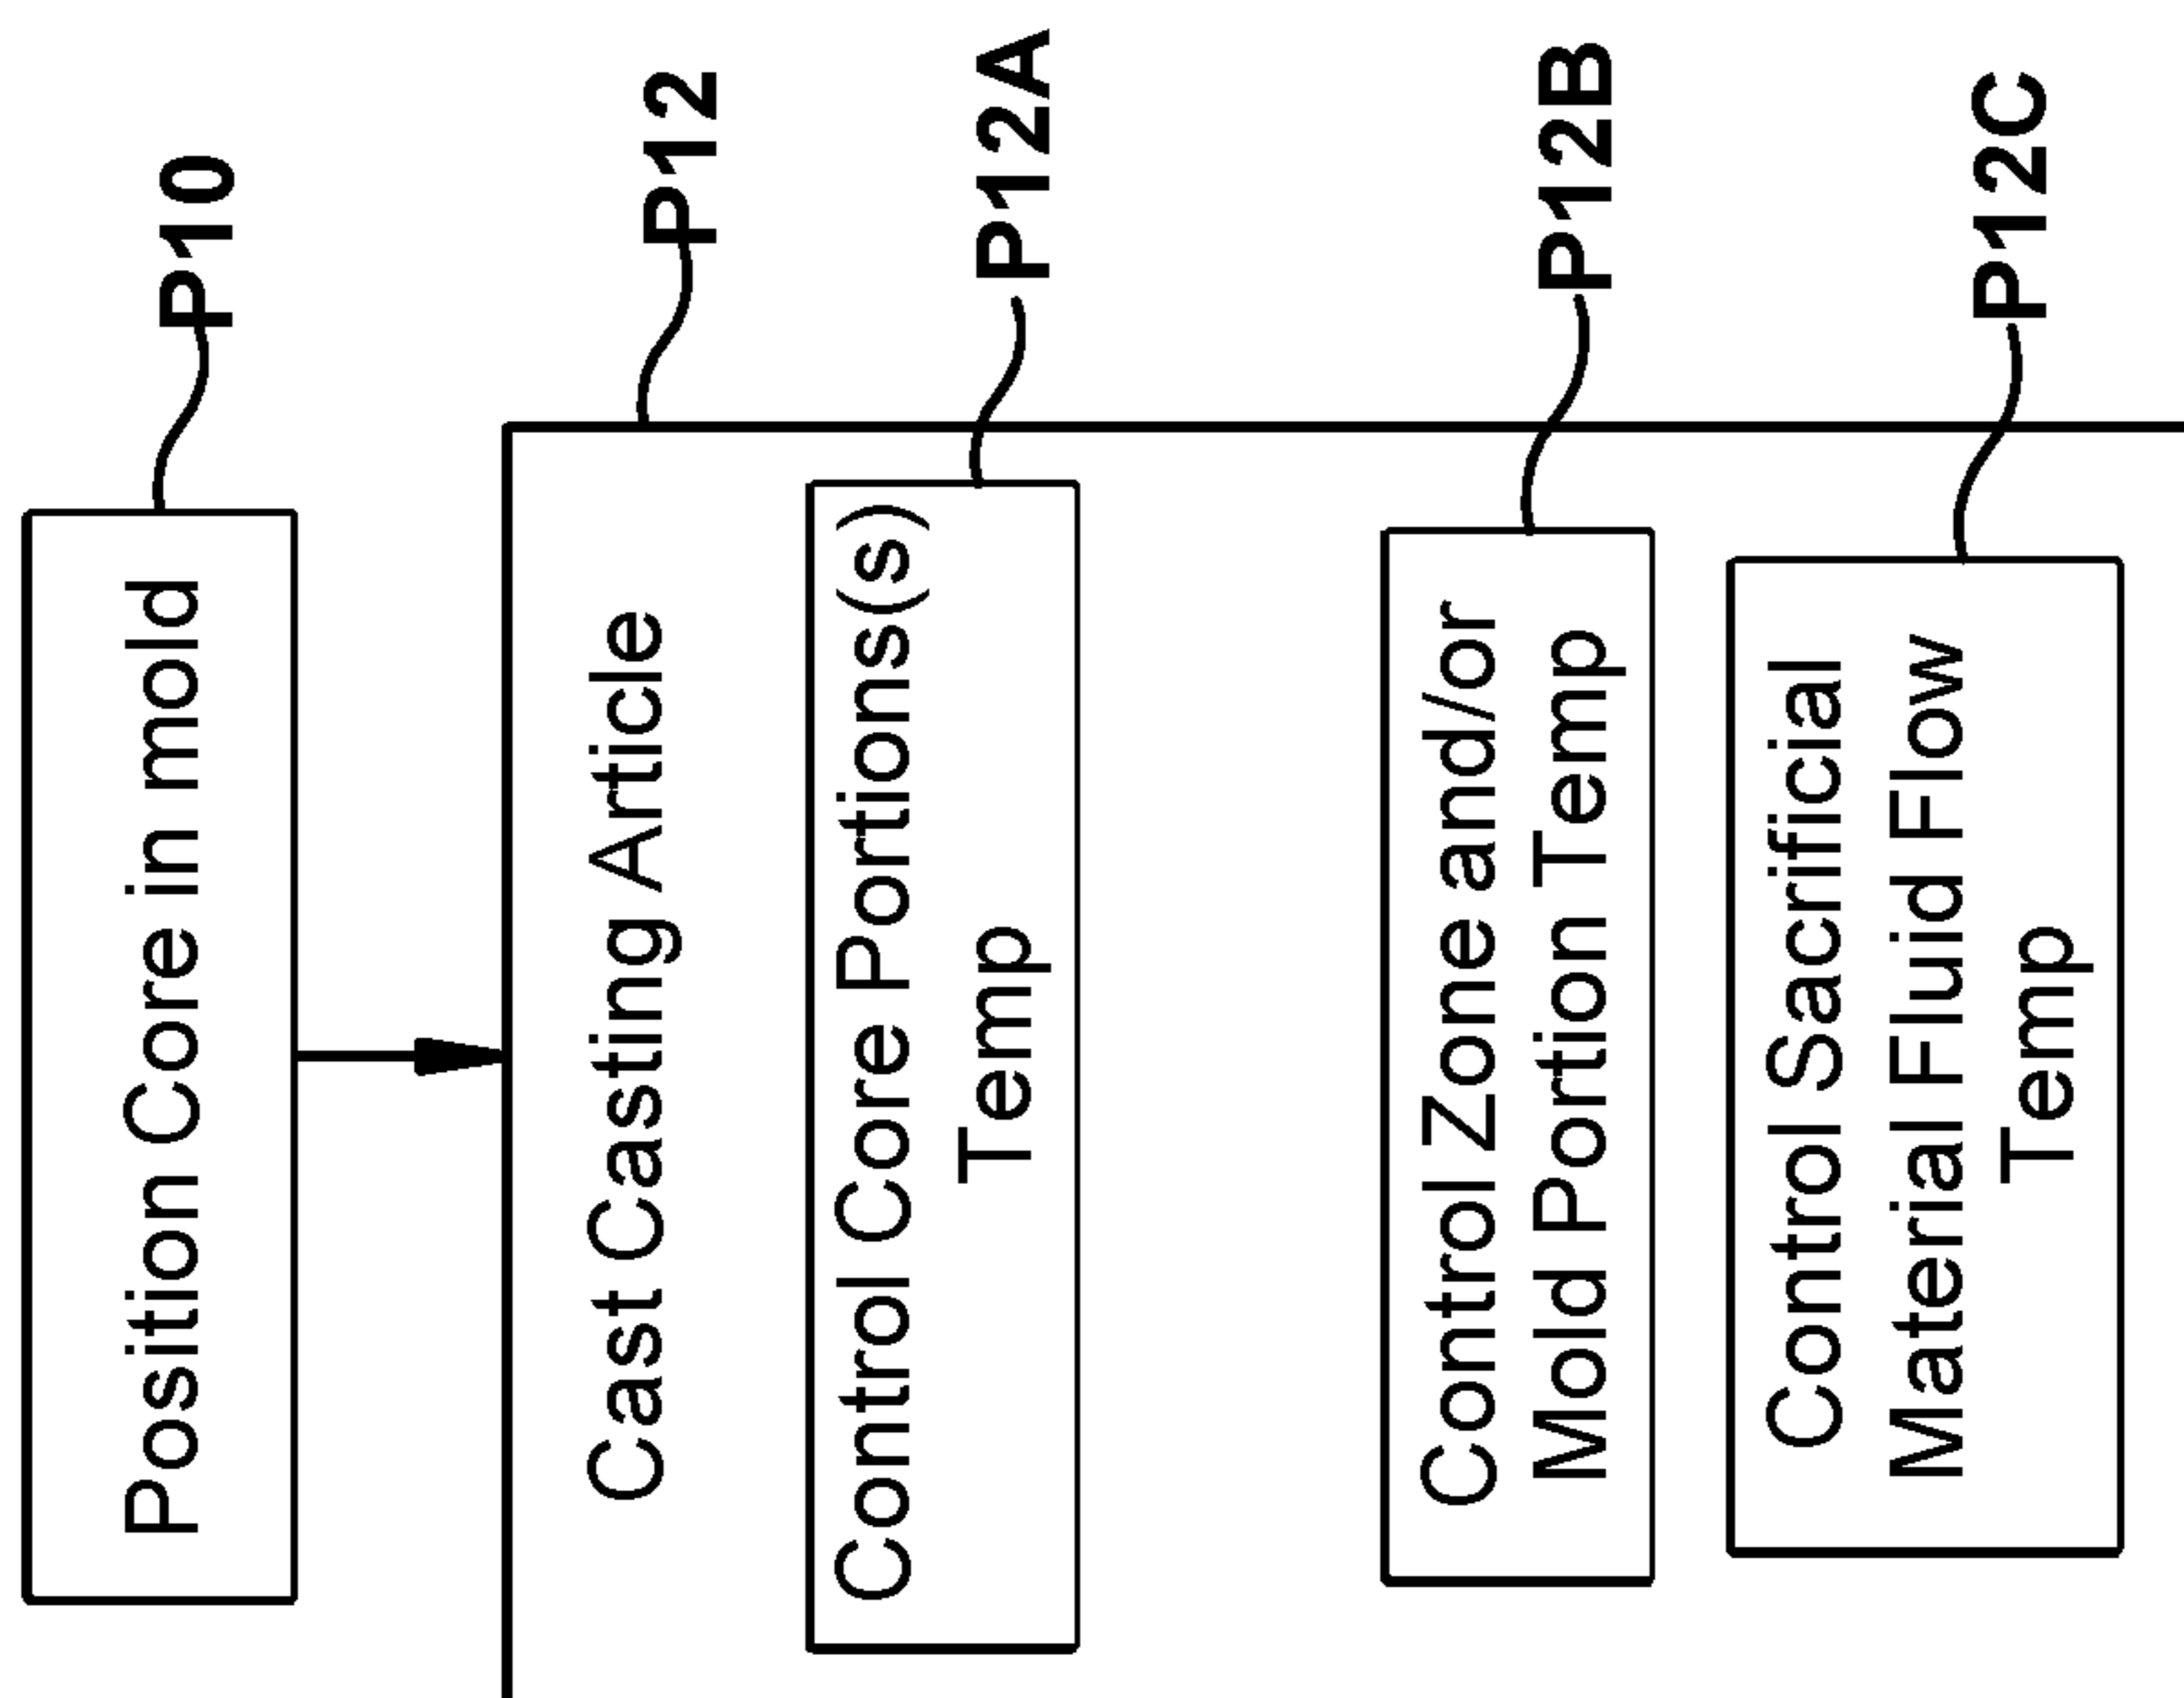 Position Core in mold
P10
Cast Casting Article
P12
Control Core Portions(s)
Temp
P12A
Control Zone and/or
Mold Portion Temp
P12B
Control Sacrificial
Material Fluid Flow
Temp
P12C